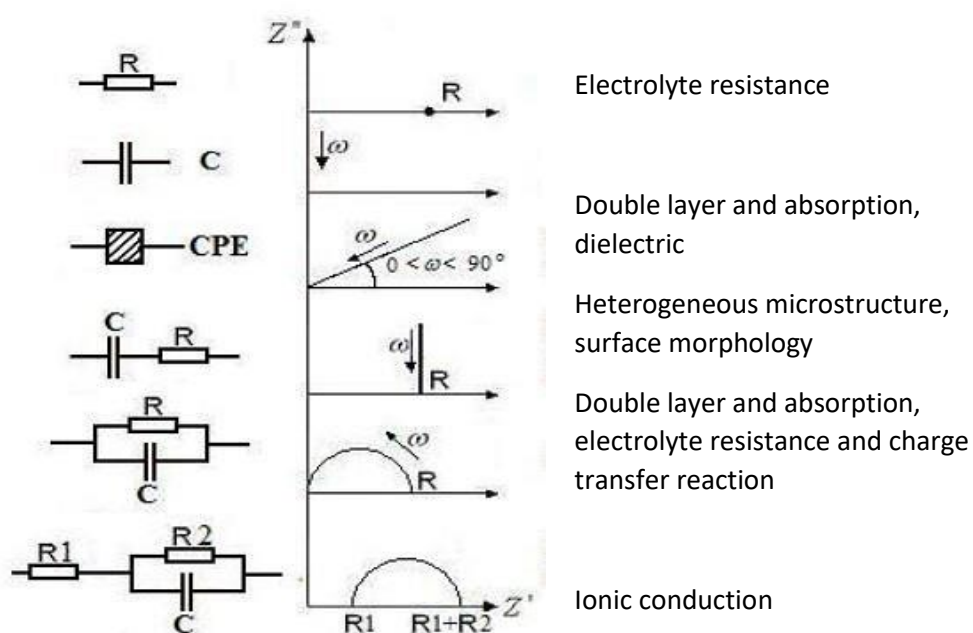 Z"
R
R
Electrolyte resistance
C
ω
Double layer and absorption,
dielectric
CPE
ω
0 < ω < 90°
Heterogeneous microstructure,
surface morphology
C
R
ω
R
Double layer and absorption,
electrolyte resistance and charge
transfer reaction
R
C
ω
R
R1
R2
C
Z'
R1
R1+R2
Ionic conduction